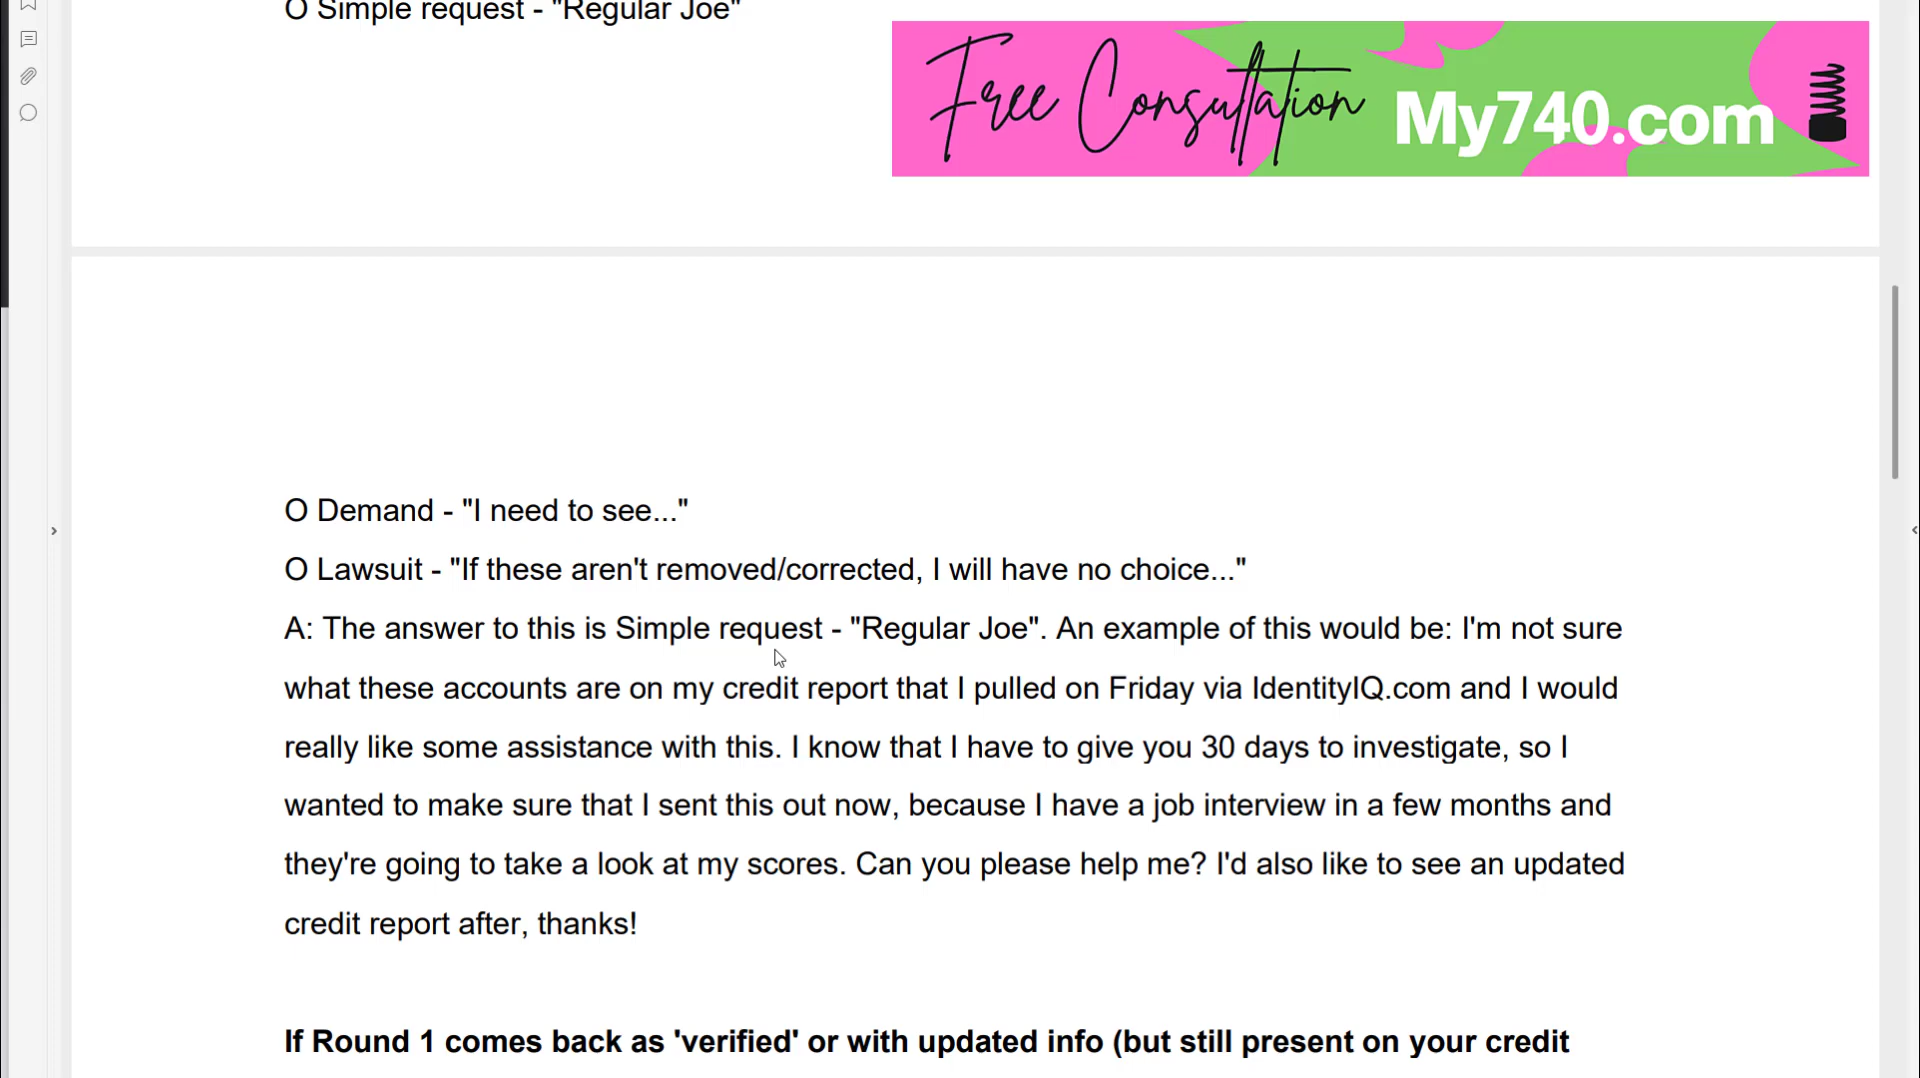 O Simple request - "Regular Joe"
Free Consultation My740.com
O Demand - "I need to see..."
O Lawsuit - "If these aren't removed/corrected, I will have no choice..."
A: The answer to this is Simple request - "Regular Joe". An example of this would be: I'm not sure
what these accounts are on my credit report that I pulled on Friday via IdentityIQ.com and I would
really like some assistance with this. I know that I have to give you 30 days to investigate, so I
wanted to make sure that I sent this out now, because I have a job interview in a few months and
they're going to take a look at my scores. Can you please help me? I'd also like to see an updated
credit report after, thanks!
If Round 1 comes back as 'verified' or with updated info (but still present on your credit